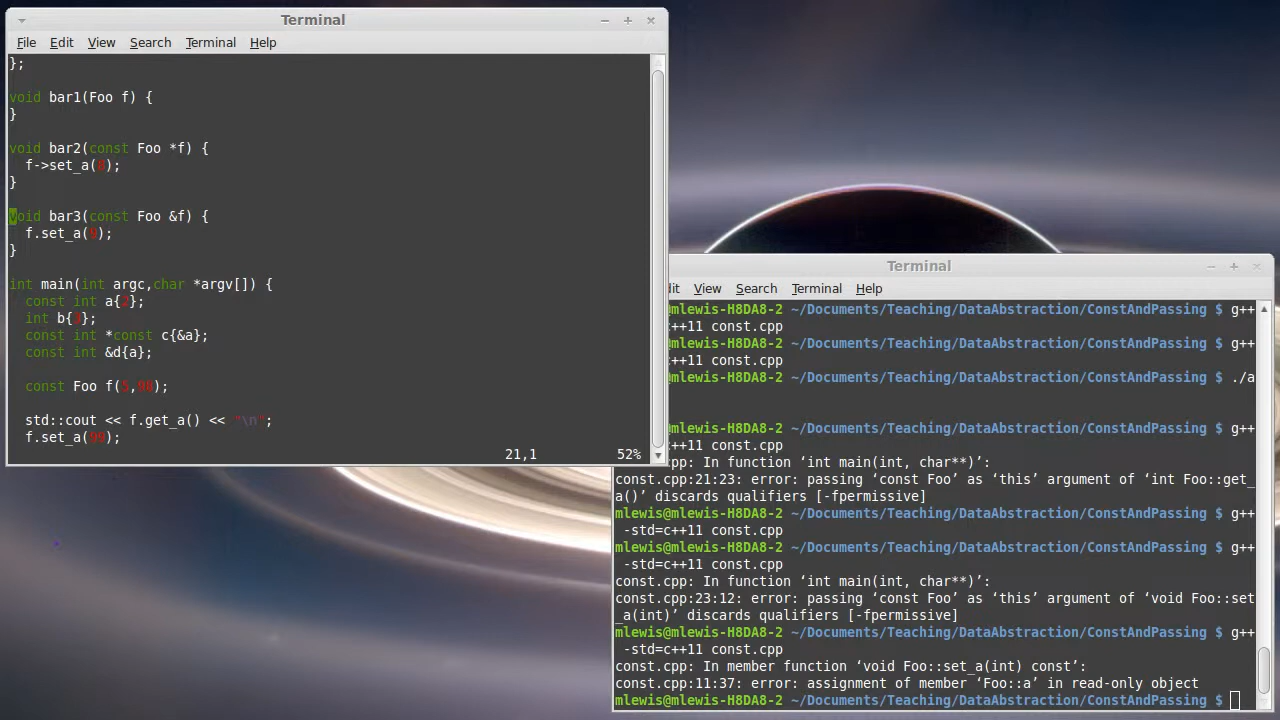 Terminal
File Edit View Search Terminal Help
};
void bar1(Foo f) {
}
void bar2(const Foo *f) {
  f->set_a(8);
}
void bar3(const Foo &f) {
  f.set_a(9);
}
int main(int argc,char *argv[]) {
  const int a{2};
  int b{3};
  const int *const c{&a};
  const int &d{a};
  const Foo f(5,98);
  std::cout << f.get_a() << "\n";
  f.set_a(99);
21,1 52%
Terminal
dit View Search Terminal Help
@mlewis-H8DA8-2 ~/Documents/Teaching/DataAbstraction/ConstAndPassing $ g++
c++11 const.cpp
@mlewis-H8DA8-2 ~/Documents/Teaching/DataAbstraction/ConstAndPassing $ g++
c++11 const.cpp
@mlewis-H8DA8-2 ~/Documents/Teaching/DataAbstraction/ConstAndPassing $ ./a
@mlewis-H8DA8-2 ~/Documents/Teaching/DataAbstraction/ConstAndPassing $ g++
c++11 const.cpp
pp: In function ‘int main(int, char**)’:
const.cpp:21:23: error: passing ‘const Foo’ as ‘this’ argument of ‘int Foo::get_
a()’ discards qualifiers [-fpermissive]
mlewis@mlewis-H8DA8-2 ~/Documents/Teaching/DataAbstraction/ConstAndPassing $ g++
 -std=c++11 const.cpp
mlewis@mlewis-H8DA8-2 ~/Documents/Teaching/DataAbstraction/ConstAndPassing $ g++
 -std=c++11 const.cpp
const.cpp: In function ‘int main(int, char**)’:
const.cpp:23:12: error: passing ‘const Foo’ as ‘this’ argument of ‘void Foo::set
_a(int)’ discards qualifiers [-fpermissive]
mlewis@mlewis-H8DA8-2 ~/Documents/Teaching/DataAbstraction/ConstAndPassing $ g++
 -std=c++11 const.cpp
const.cpp: In member function ‘void Foo::set_a(int) const’:
const.cpp:11:37: error: assignment of member ‘Foo::a’ in read-only object
mlewis@mlewis-H8DA8-2 ~/Documents/Teaching/DataAbstraction/ConstAndPassing $